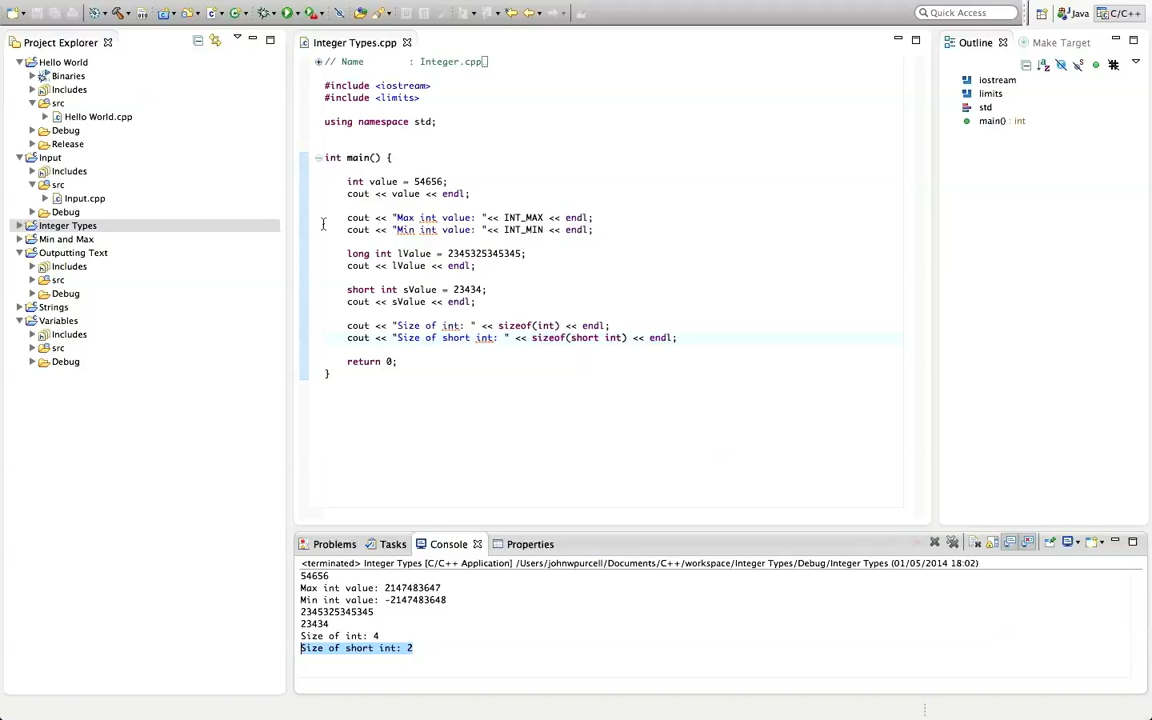 Quick Access
Java
C/C++
Project Explorer
Hello World
Binaries
Includes
src
Hello World.cpp
Debug
Release
Input
Includes
src
Input.cpp
Debug
Integer Types
Min and Max
Outputting Text
Includes
src
Debug
Strings
Variables
Includes
src
Debug
Integer Types.cpp
// Name        : Integer.cpp
#include <iostream>
#include <limits>
using namespace std;
int main() {
int value = 54656;
cout << value << endl;
cout << "Max int value: "<< INT_MAX << endl;
cout << "Min int value: "<< INT_MIN << endl;
long int lValue = 2345325345345;
cout << lValue << endl;
short int sValue = 23434;
cout << sValue << endl;
cout << "Size of int: " << sizeof(int) << endl;
cout << "Size of short int: " << sizeof(short int) << endl;
return 0;
}
Outline
Make Target
iostream
limits
std
main() : int
Problems
Tasks
Console
Properties
<terminated> Integer Types [C/C++ Application] /Users/johnwpurcell/Documents/C++/workspace/Integer Types/Debug/Integer Types (01/05/2014 18:02)
54656
Max int value: 2147483647
Min int value: -2147483648
2345325345345
23434
Size of int: 4
Size of short int: 2